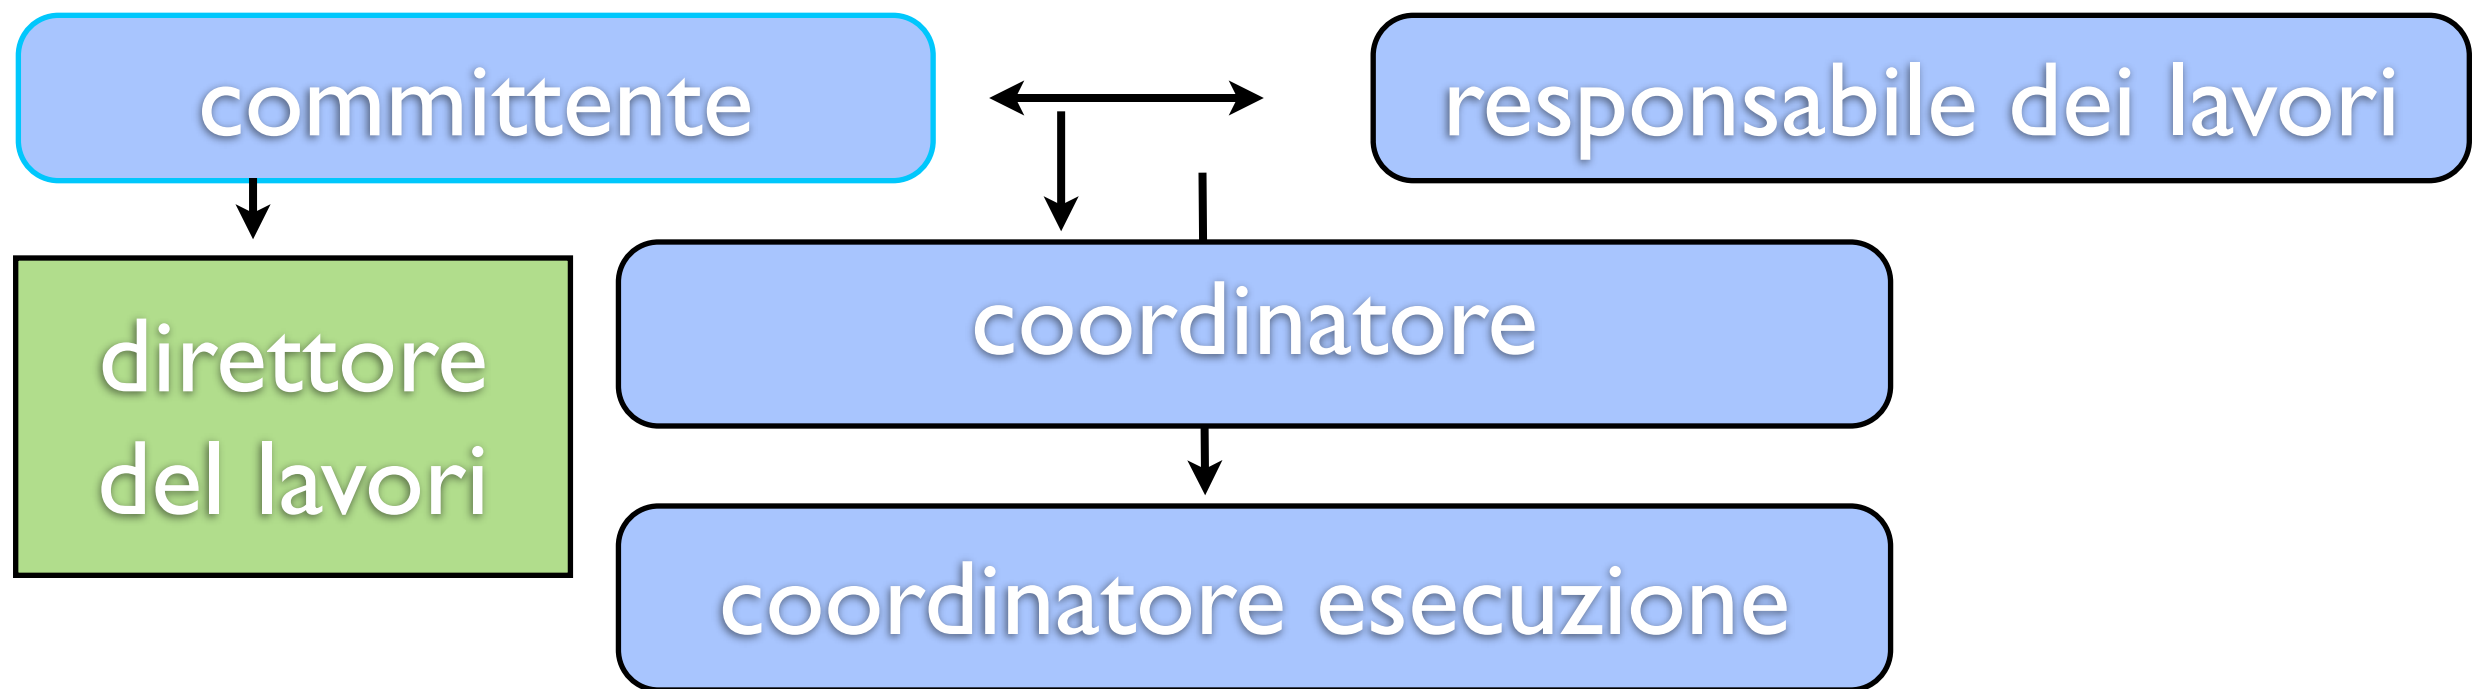 committente
responsabile dei lavori
coordinatore
direttore
del lavori
coordinatore esecuzione